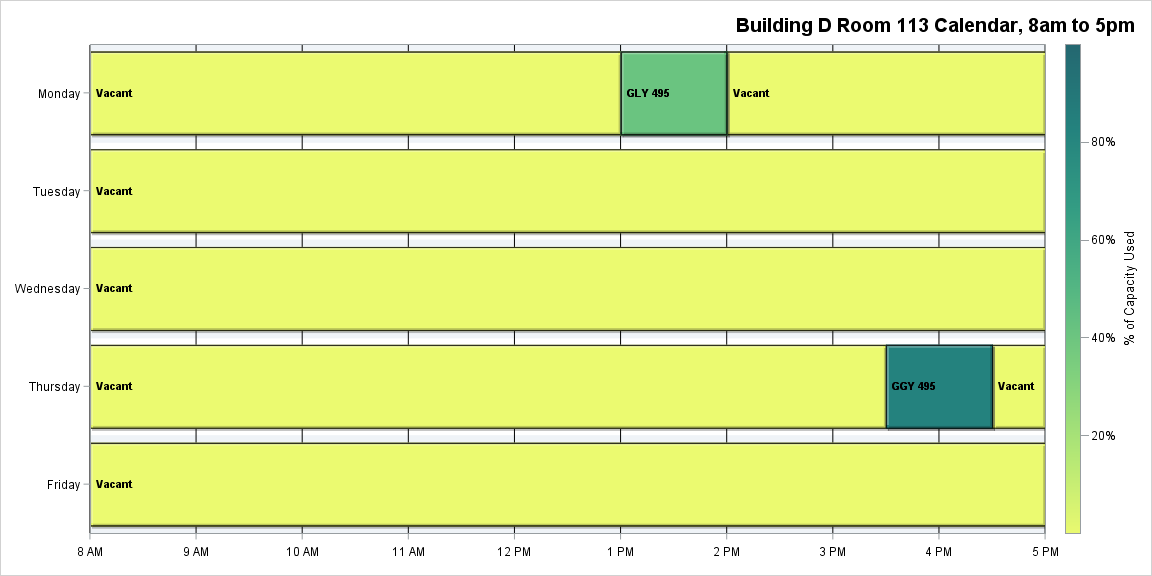 Building D Room 113 Calendar, 8am to 5pm
Monday Vacant GLY 495 Vacant
Tuesday Vacant
Wednesday Vacant
Thursday Vacant GGY 495 Vacant
Friday Vacant
8 AM 9 AM 10 AM 11 AM 12 PM 1 PM 2 PM 3 PM 4 PM 5 PM
80%
60%
40%
20%
% of Capacity Used